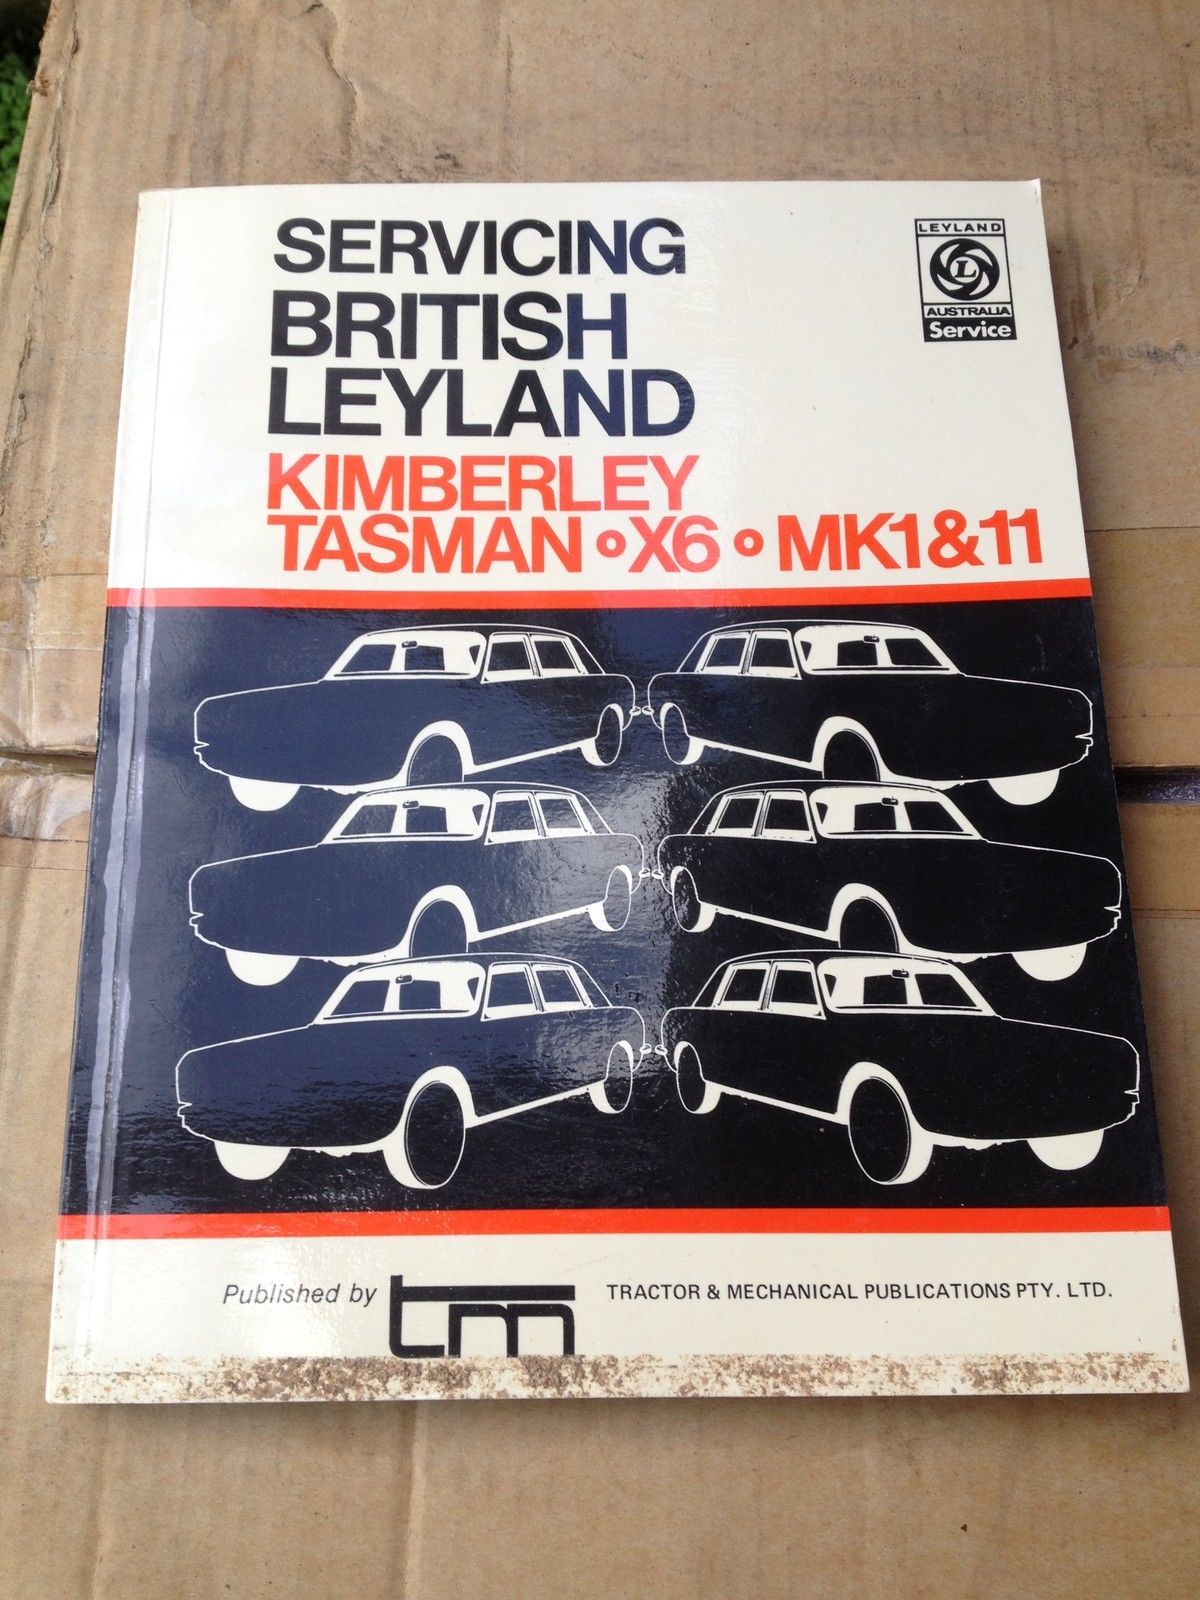 SERVICING
BRITISH
LEYLAND
KIMBERLEY
TASMAN • X6 • MK1&11
LEYLAND
L
AUSTRALIA
Service
Published by tm TRACTOR & MECHANICAL PUBLICATIONS PTY. LTD.